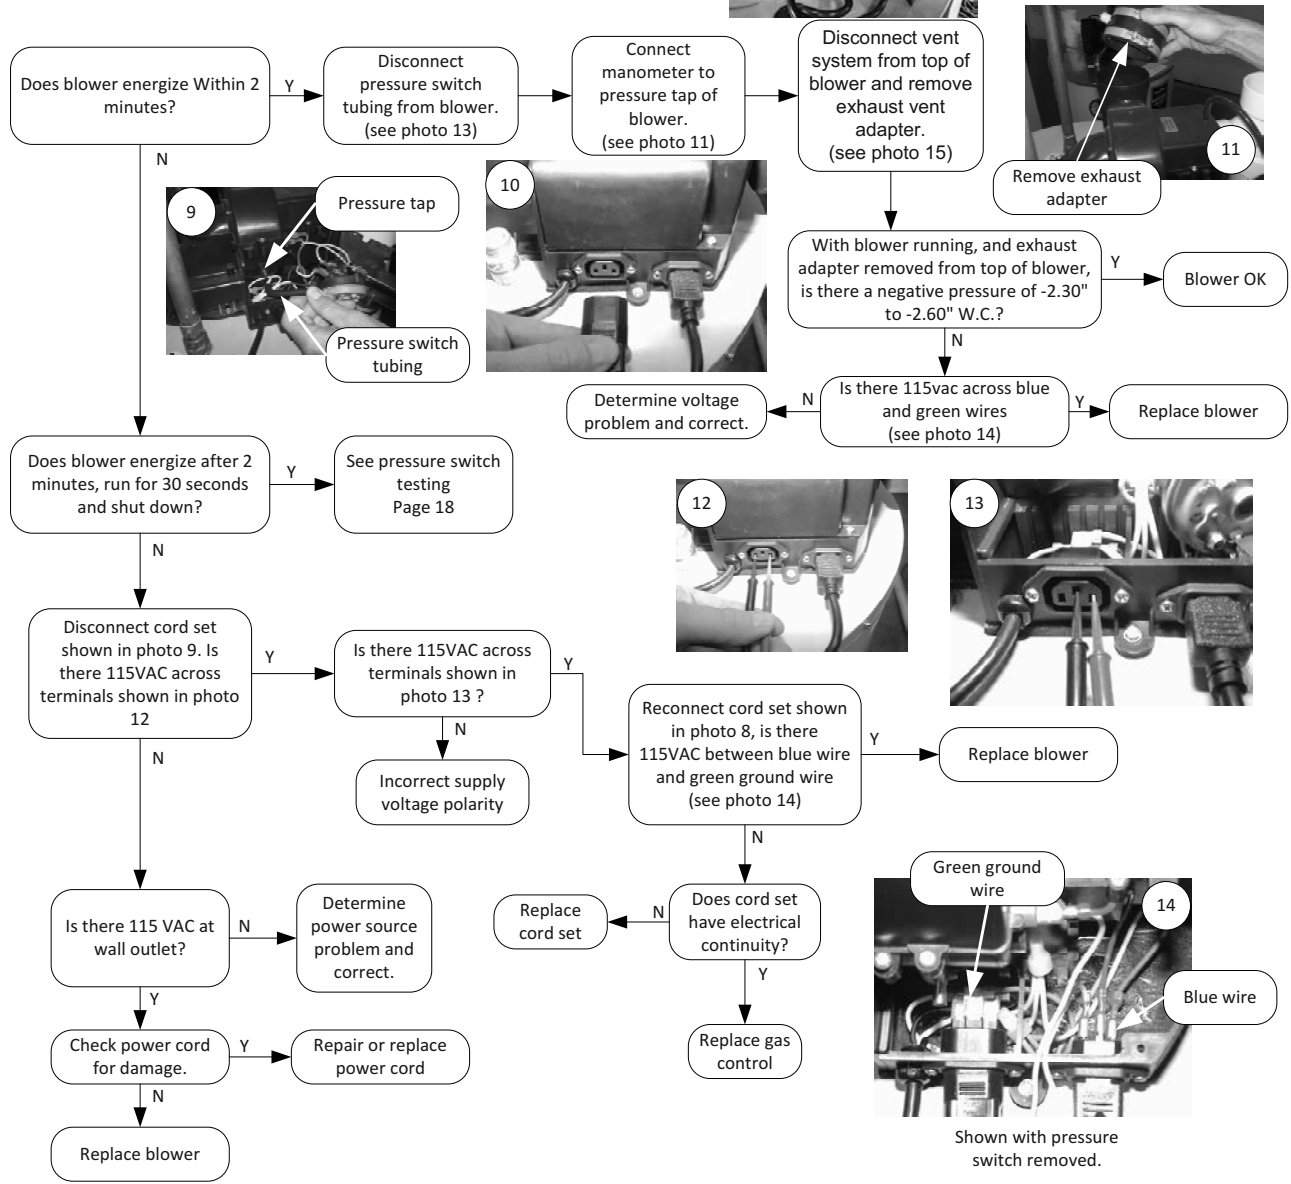 Does blower energize Within 2
minutes?
Y
Disconnect
pressure switch
tubing from blower.
(see photo 13)
Connect
manometer to
pressure tap of
blower.
(see photo 11)
Disconnect vent
system from top of
blower and remove
exhaust vent
adapter.
(see photo 15)
11
Remove exhaust
adapter
N
9
Pressure tap
Pressure switch
tubing
10
With blower running, and exhaust
adapter removed from top of blower,
is there a negative pressure of -2.30"
to -2.60" W.C.?
Y
Blower OK
N
Is there 115vac across blue
and green wires
(see photo 14)
N
Determine voltage
problem and correct.
Y
Replace blower
Does blower energize after 2
minutes, run for 30 seconds
and shut down?
Y
See pressure switch
testing
Page 18
12
13
N
Disconnect cord set
shown in photo 9. Is
there 115VAC across
terminals shown in photo
12
Y
Is there 115VAC across
terminals shown in
photo 13 ?
Y
N
Incorrect supply
voltage polarity
Reconnect cord set shown
in photo 8, is there
115VAC between blue wire
and green ground wire
(see photo 14)
Y
Replace blower
N
N
Does cord set
have electrical
continuity?
N
Replace
cord set
Y
Replace gas
control
Is there 115 VAC at
wall outlet?
N
Determine
power source
problem and
correct.
Y
Check power cord
for damage.
Y
Repair or replace
power cord
N
Replace blower
Green ground
wire
14
Blue wire
Shown with pressure
switch removed.